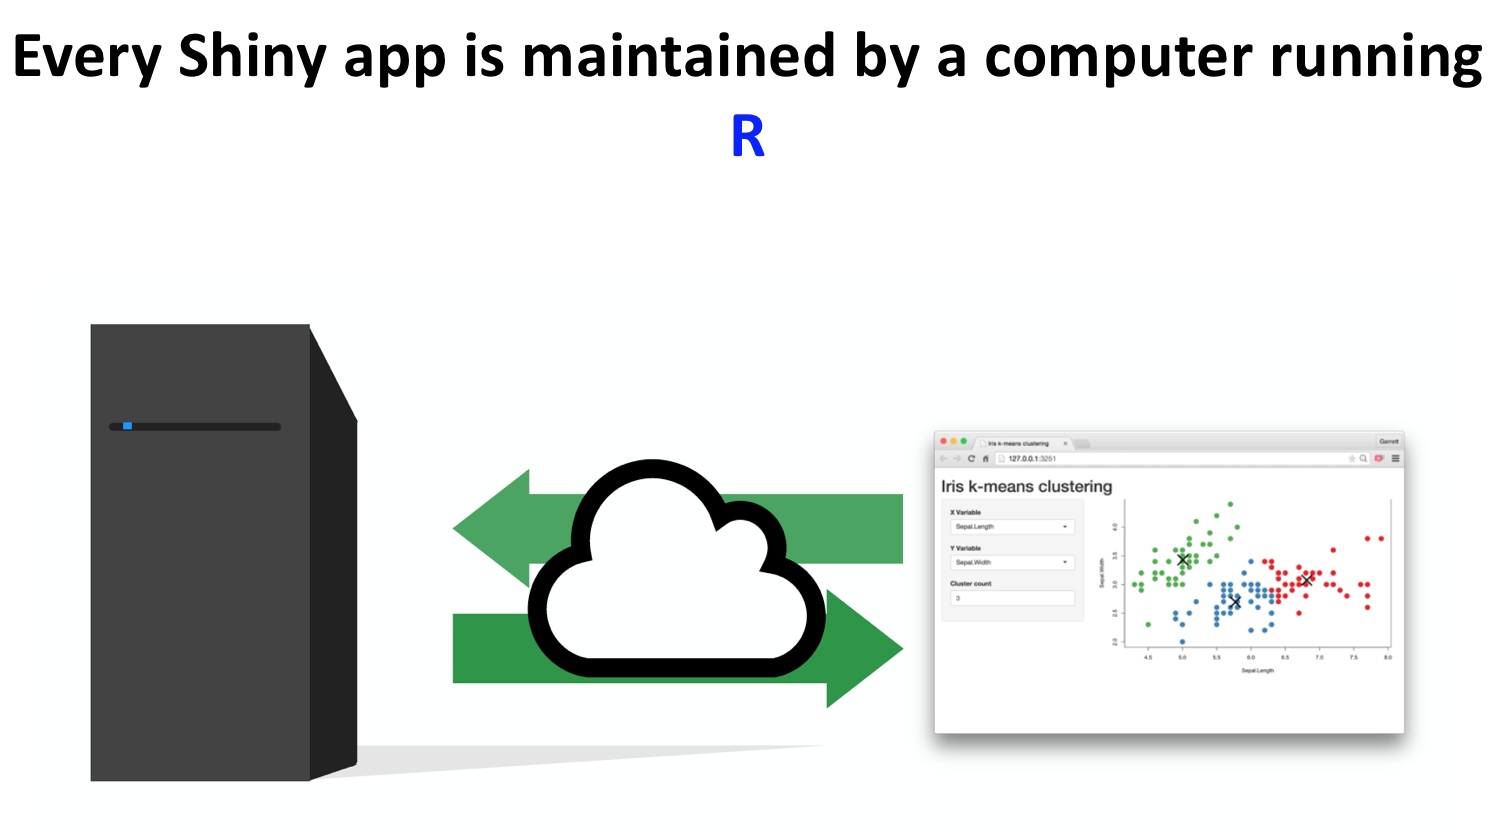 Every Shiny app is maintained by a computer running
R
Iris k-means clustering
Garrett
127.0.0.1:3251
Iris k-means clustering
X Variable
Sepal.Length
Y Variable
Sepal.Width
Cluster count
3
Sepal.Width
4.0
3.5
3.0
2.5
2.0
4.5 5.0 5.5 6.0 6.5 7.0 7.5 8.0
Sepal.Length